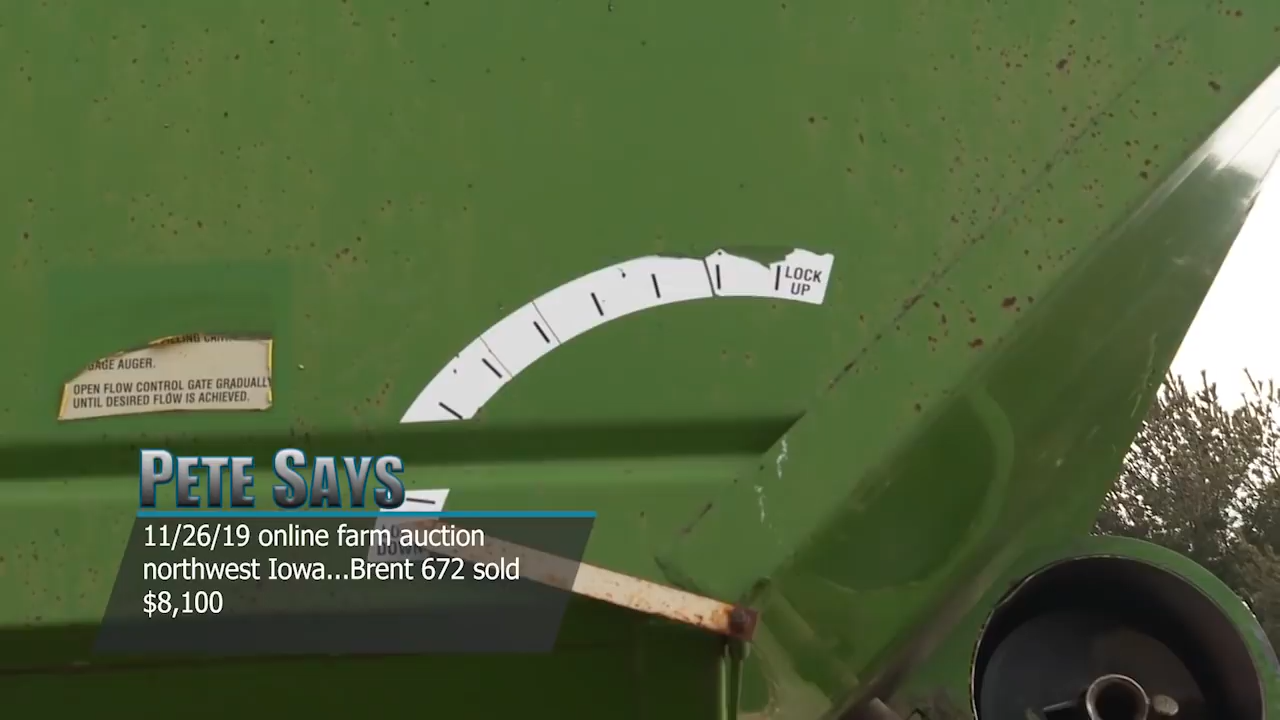 LOCK
UP
GAGE AUGER.
OPEN FLOW CONTROL GATE GRADUALLY
UNTIL DESIRED FLOW IS ACHIEVED.
PETE SAYS
DOWN
11/26/19 online farm auction
northwest Iowa...Brent 672 sold
$8,100